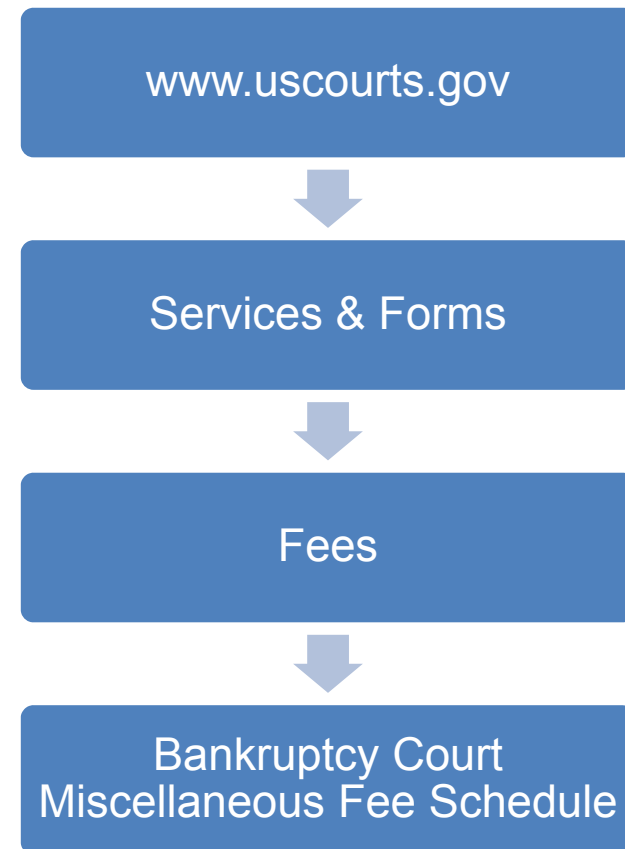 www.uscourts.gov
Services & Forms
Fees
Bankruptcy Court
Miscellaneous Fee Schedule